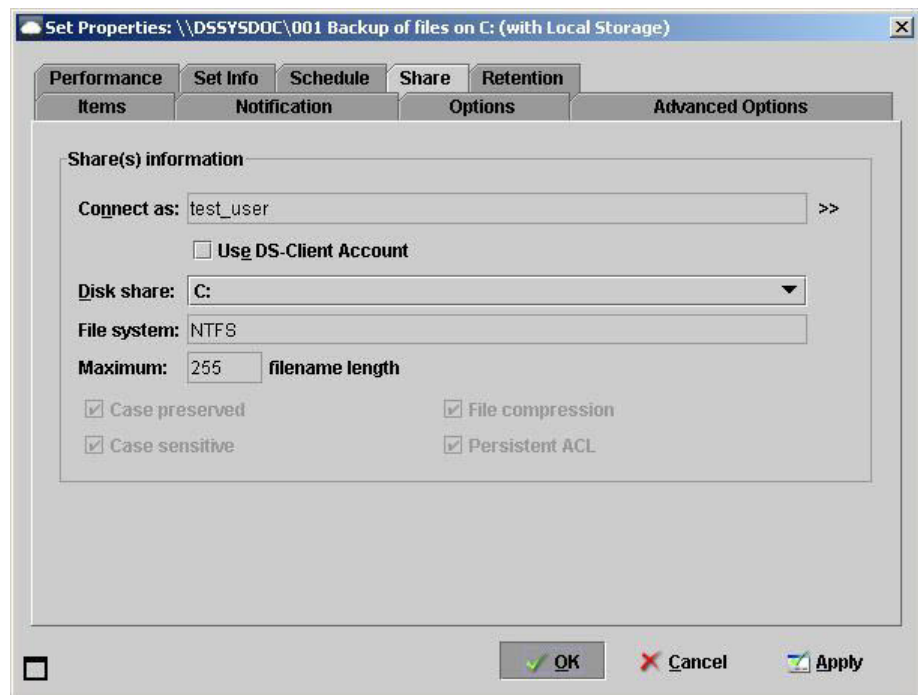 Set Properties: \\DSSYSDOC\001 Backup of files on C: (with Local Storage)
Performance Set Info Schedule Share Retention
Items Notification Options Advanced Options
Share(s) information
Connect as: test_user >>
Use DS-Client Account
Disk share: C:
File system: NTFS
Maximum: 255 filename length
Case preserved File compression
Case sensitive Persistent ACL
OK Cancel Apply